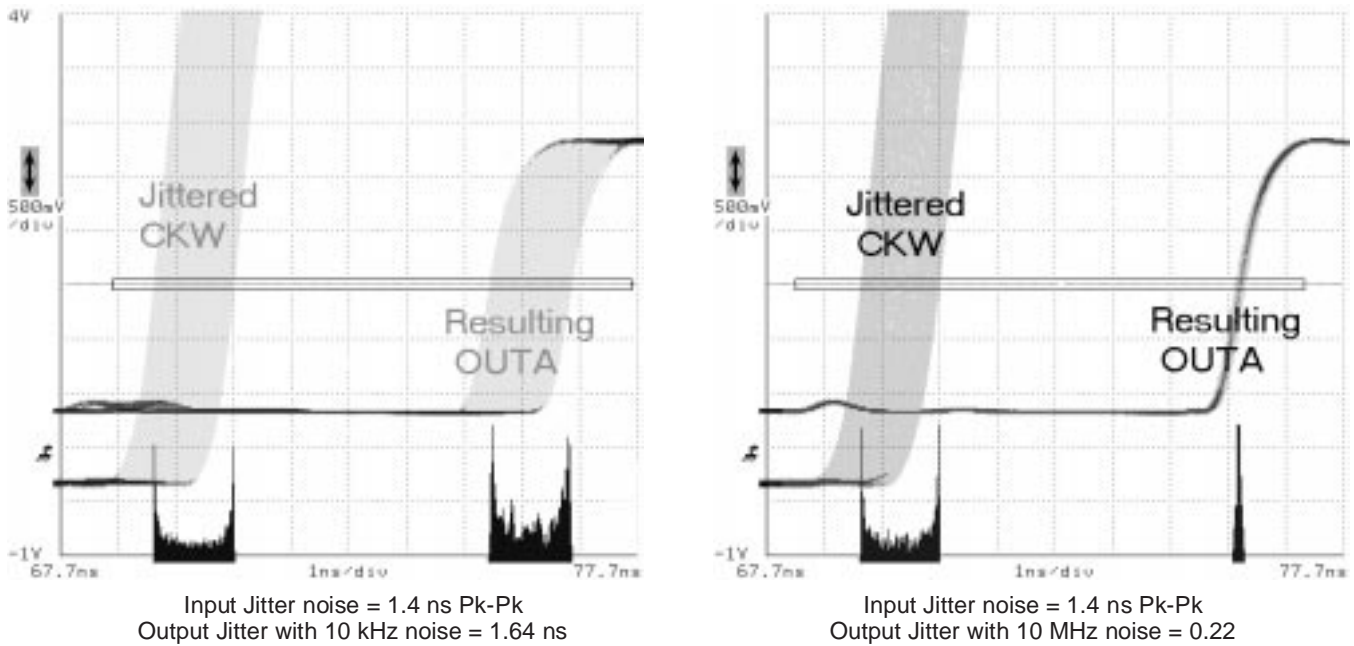 4V
500mV
/div
Jittered
CKW
Resulting
OUTA
-1V
67.7ns
1ns/div
77.7ns
Input Jitter noise = 1.4 ns Pk-Pk
Output Jitter with 10 kHz noise = 1.64 ns
4V
500mV
/div
Jittered
CKW
Resulting
OUTA
-1V
67.7ns
1ns/div
77.7ns
Input Jitter noise = 1.4 ns Pk-Pk
Output Jitter with 10 MHz noise = 0.22